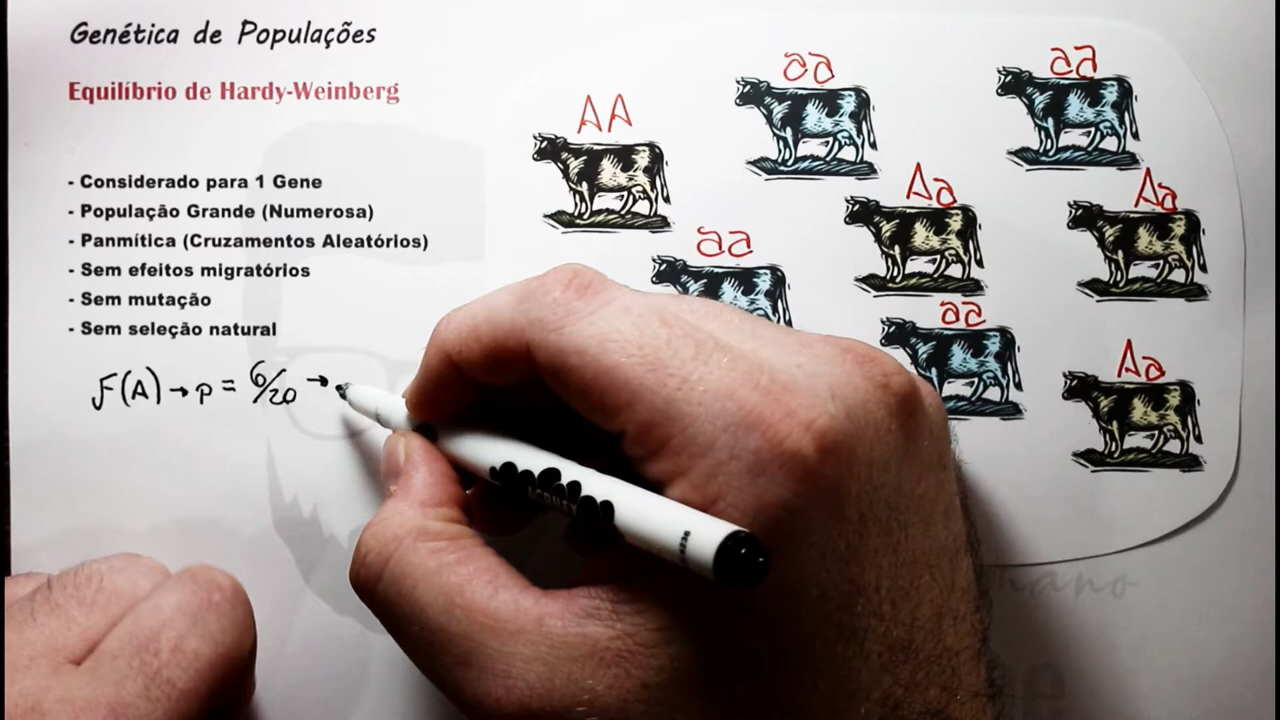 Genética de Populações
Equilíbrio de Hardy-Weinberg
- Considerado para 1 Gene
- População Grande (Numerosa)
- Panmítica (Cruzamentos Aleatórios)
- Sem efeitos migratórios
- Sem mutação
- Sem seleção natural
F(A) → p = 6/20 →
AA
aa
aa
aa
Aa
Aa
aa
Aa